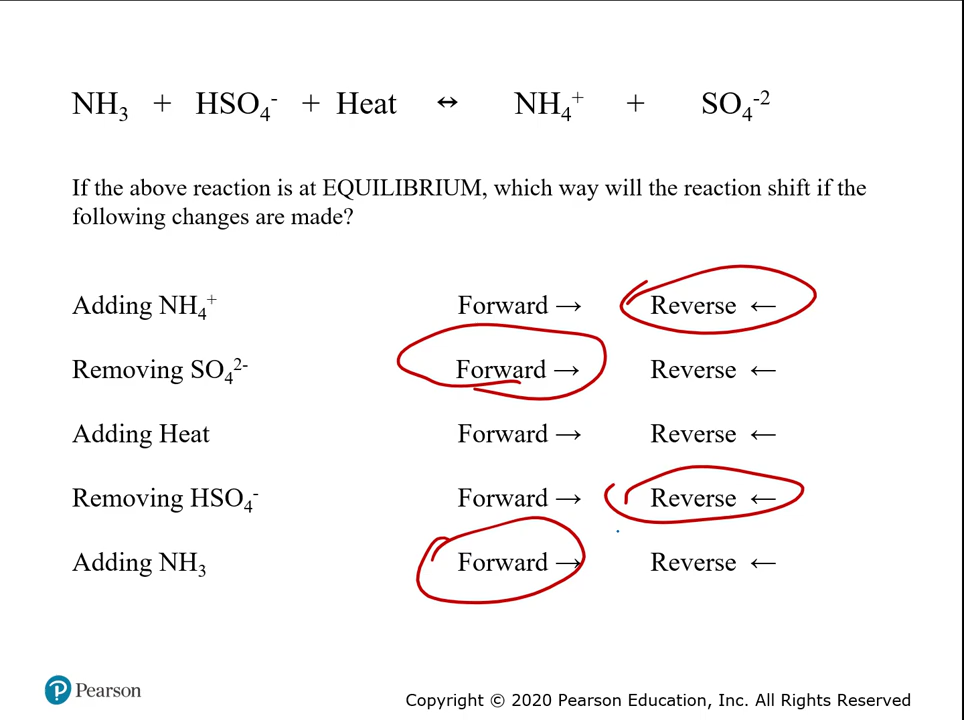 NH₃ + HSO₄⁻ + Heat ↔ NH₄⁺ + SO₄⁻²
If the above reaction is at EQUILIBRIUM, which way will the reaction shift if the
following changes are made?
Adding NH₄⁺ Forward → Reverse ←
Removing SO₄²⁻ Forward → Reverse ←
Adding Heat Forward → Reverse ←
Removing HSO₄⁻ Forward → Reverse ←
Adding NH₃ Forward → Reverse ←
P Pearson
Copyright © 2020 Pearson Education, Inc. All Rights Reserved